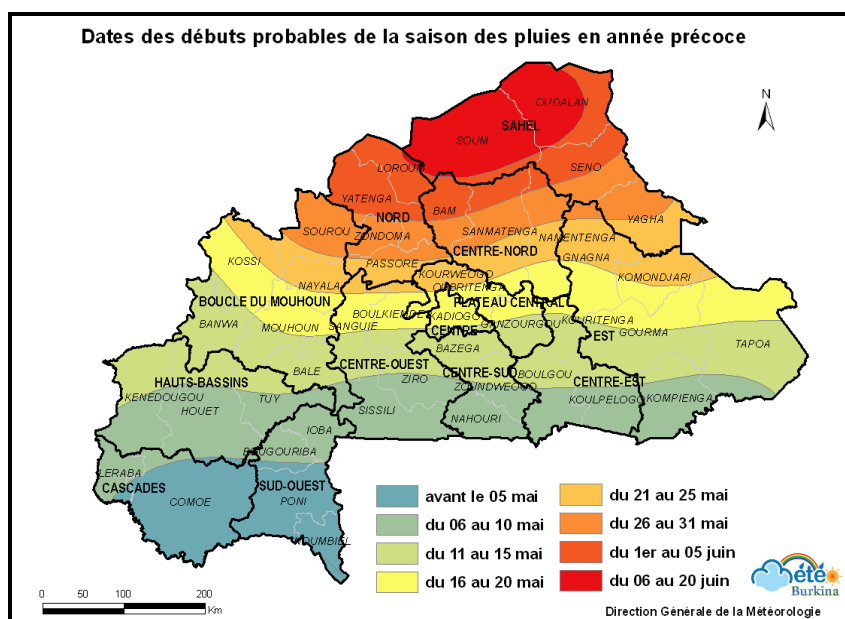 Dates des débuts probables de la saison des pluies en année précoce
N
OUDALAN
SAHEL
SOUM
LOROUM
SENO
YATENGA
BAM
NORD
YAGHA
SOUROU
ZONDOMA
SANMATENGA
NAMENTENGA
CENTRE-NORD
GNAGNA
KOSSI
PASSORE
KOURWEOGO
OUBRITENGA
KOMONDJARI
NAYALA
BOUCLE DU MOUHOUN
PLATEAU CENTRAL
BOULKIENDE
KADIOGO
BANWA
MOUHOUN
SANGUIE
CENTRE
GANZOURGOU
KOURITENGA
GOURMA
EST
TAPOA
BAZEGA
BALE
CENTRE-OUEST
CENTRE-SUD
BOULGOU
CENTRE-EST
HAUTS-BASSINS
ZIRO
ZOUNDWEOGO
KENEDOUGOU
HOUET
TUY
SISSILI
NAHOURI
KOULPELOGO
KOMPIENGA
IOBA
BOUGOURIBA
LERABA
CASCADES
COMOE
SUD-OUEST
PONI
NOUMBIEL
avant le 05 mai
du 06 au 10 mai
du 11 au 15 mai
du 16 au 20 mai
du 21 au 25 mai
du 26 au 31 mai
du 1er au 05 juin
du 06 au 20 juin
été
Burkina
0 50 100 200
Km
Direction Générale de la Météorologie